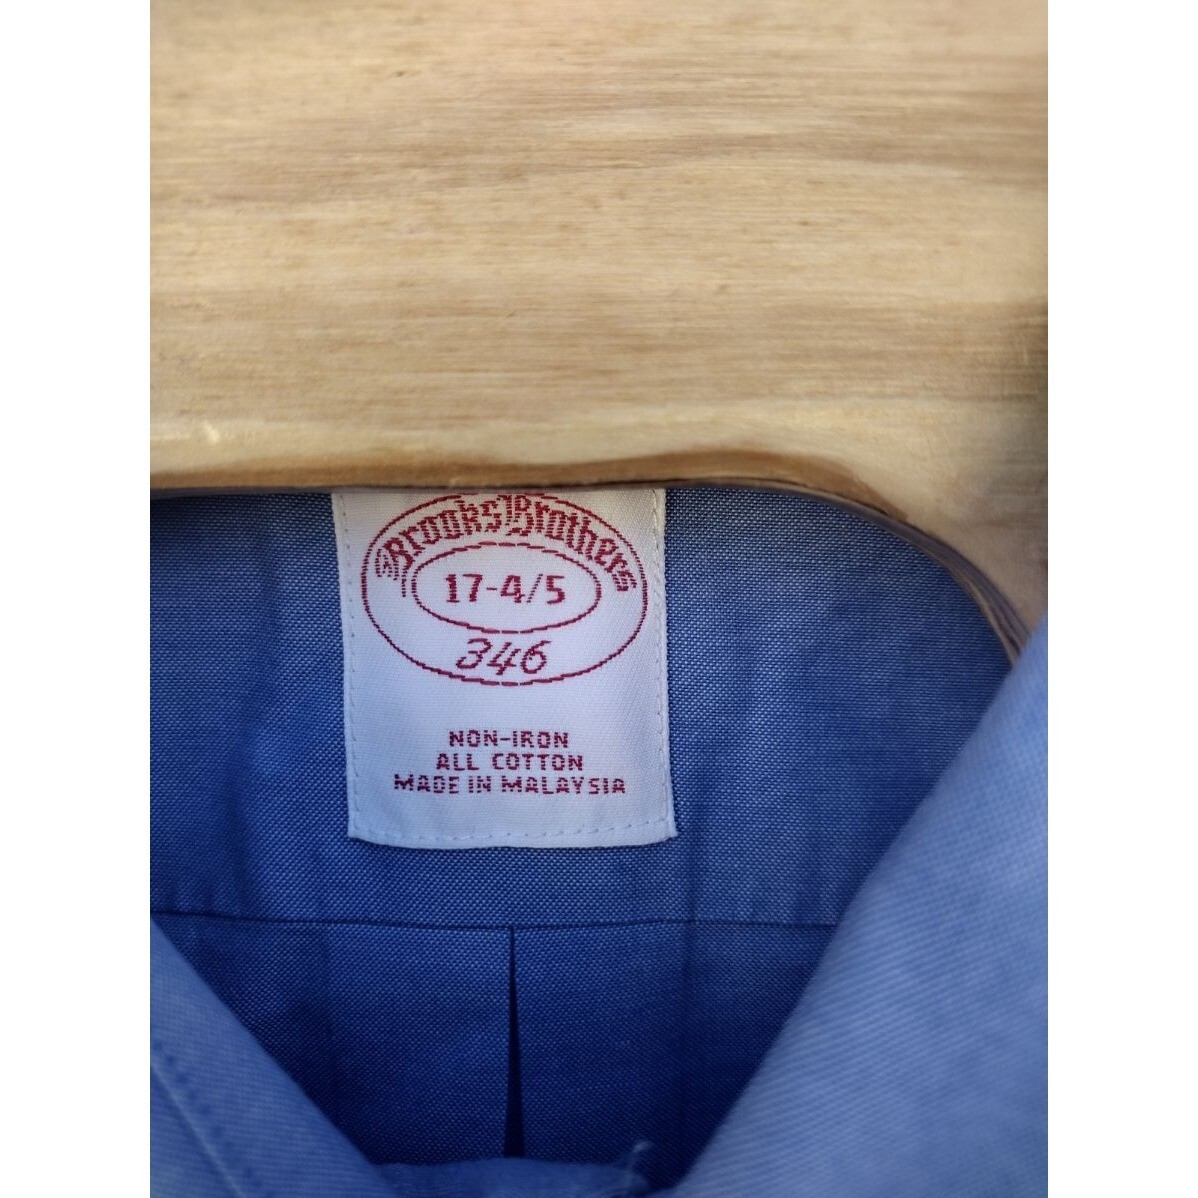 Brooks Brothers
17-4/5
346
NON-IRON
ALL COTTON
MADE IN MALAYSIA